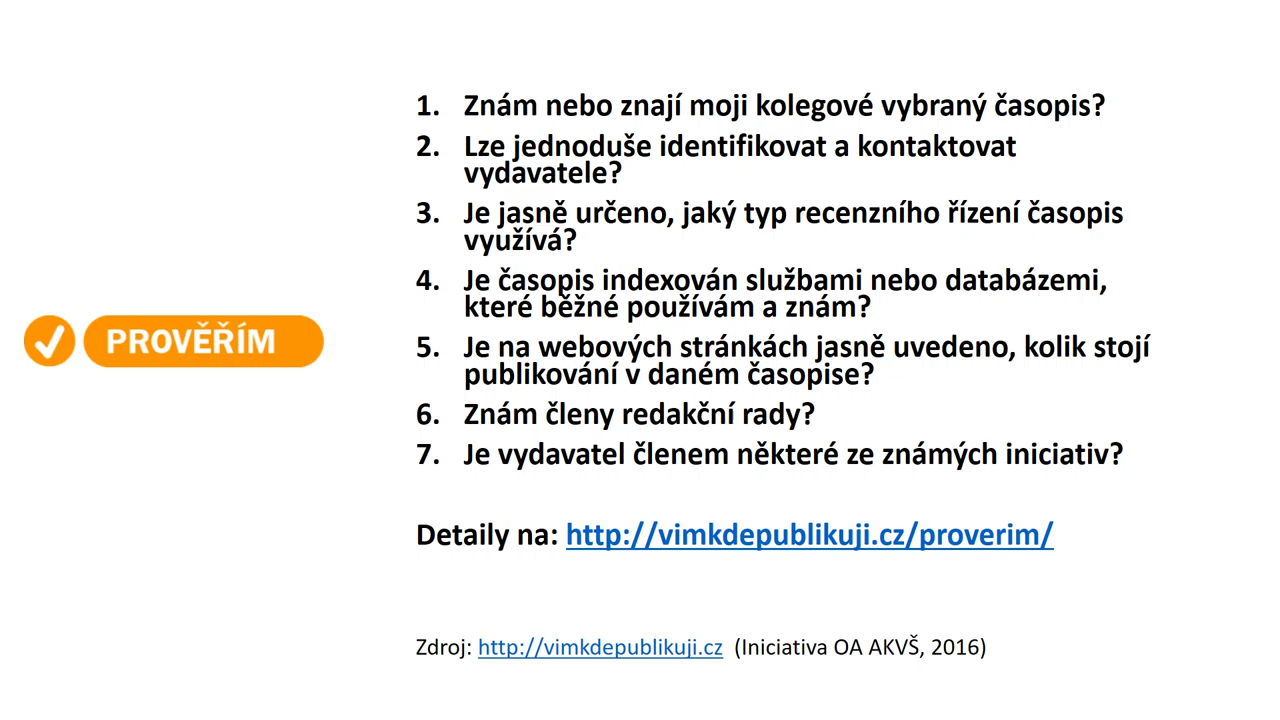 PROVĚŘÍM
1. Znám nebo znají moji kolegové vybraný časopis?
2. Lze jednoduše identifikovat a kontaktovat
vydavatele?
3. Je jasně určeno, jaký typ recenzního řízení časopis
využívá?
4. Je časopis indexován službami nebo databázemi,
které běžné používám a znám?
5. Je na webových stránkách jasně uvedeno, kolik stojí
publikování v daném časopise?
6. Znám členy redakční rady?
7. Je vydavatel členem některé ze známých iniciativ?
Detaily na: http://vimkdepublikuji.cz/proverim/
Zdroj: http://vimkdepublikuji.cz (Iniciativa OA AKVŠ, 2016)